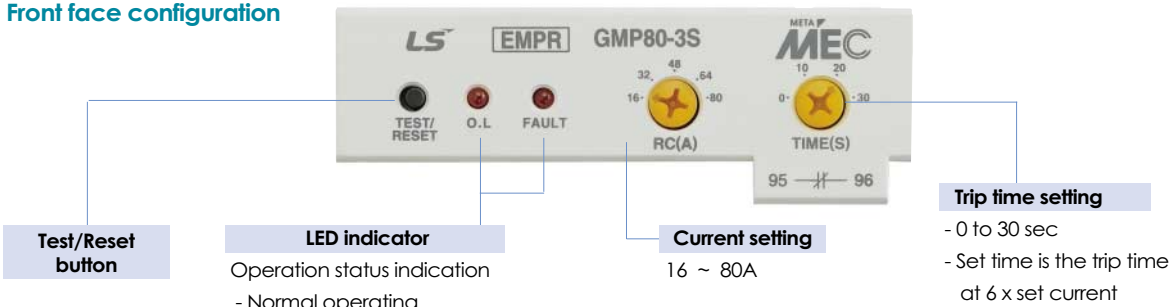 Front face configuration
LS EMPR GMP80-3S META MEC
16 32 48 64 80
0 10 20 30
TEST/
RESET
O.L
FAULT
RC(A)
TIME(S)
95 96
Test/Reset
button
LED indicator
Operation status indication
- Normal operating
Current setting
16 ~ 80A
Trip time setting
- 0 to 30 sec
- Set time is the trip time
at 6 x set current